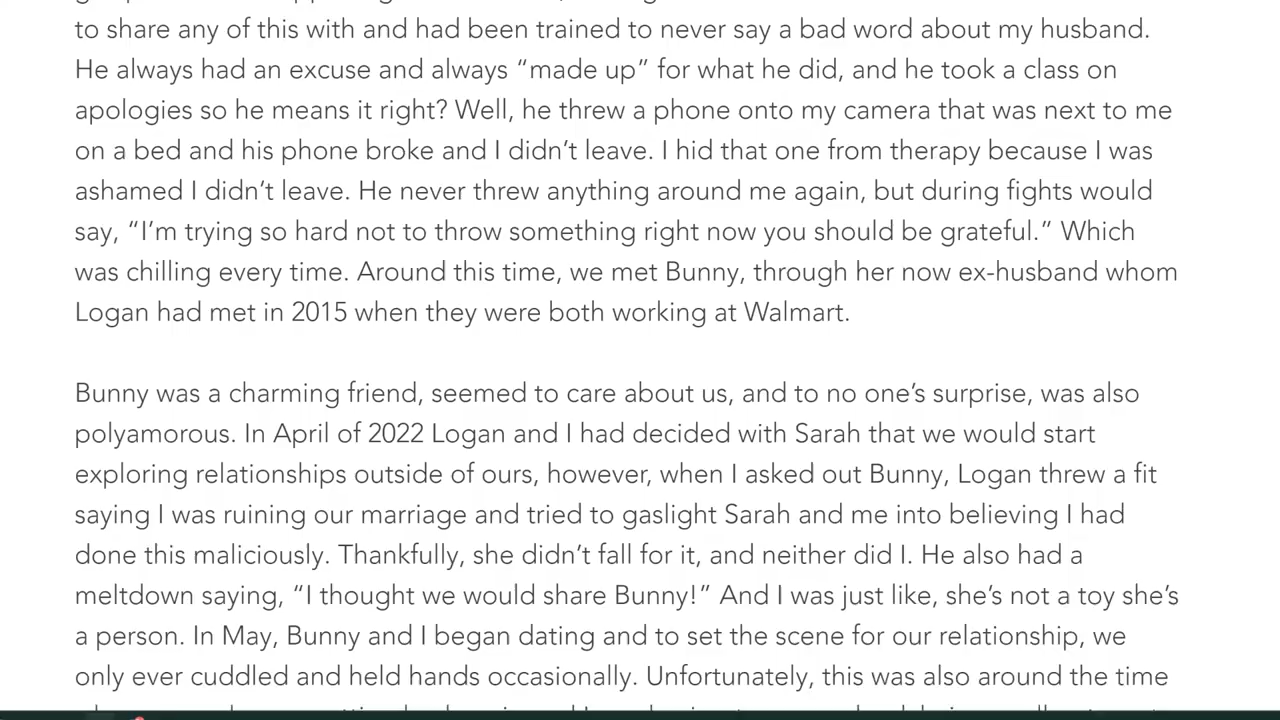 to share any of this with and had been trained to never say a bad word about my husband.
He always had an excuse and always “made up” for what he did, and he took a class on
apologies so he means it right? Well, he threw a phone onto my camera that was next to me
on a bed and his phone broke and I didn’t leave. I hid that one from therapy because I was
ashamed I didn’t leave. He never threw anything around me again, but during fights would
say, “I’m trying so hard not to throw something right now you should be grateful.” Which
was chilling every time. Around this time, we met Bunny, through her now ex-husband whom
Logan had met in 2015 when they were both working at Walmart.
Bunny was a charming friend, seemed to care about us, and to no one’s surprise, was also
polyamorous. In April of 2022 Logan and I had decided with Sarah that we would start
exploring relationships outside of ours, however, when I asked out Bunny, Logan threw a fit
saying I was ruining our marriage and tried to gaslight Sarah and me into believing I had
done this maliciously. Thankfully, she didn’t fall for it, and neither did I. He also had a
meltdown saying, “I thought we would share Bunny!” And I was just like, she’s not a toy she’s
a person. In May, Bunny and I began dating and to set the scene for our relationship, we
only ever cuddled and held hands occasionally. Unfortunately, this was also around the time